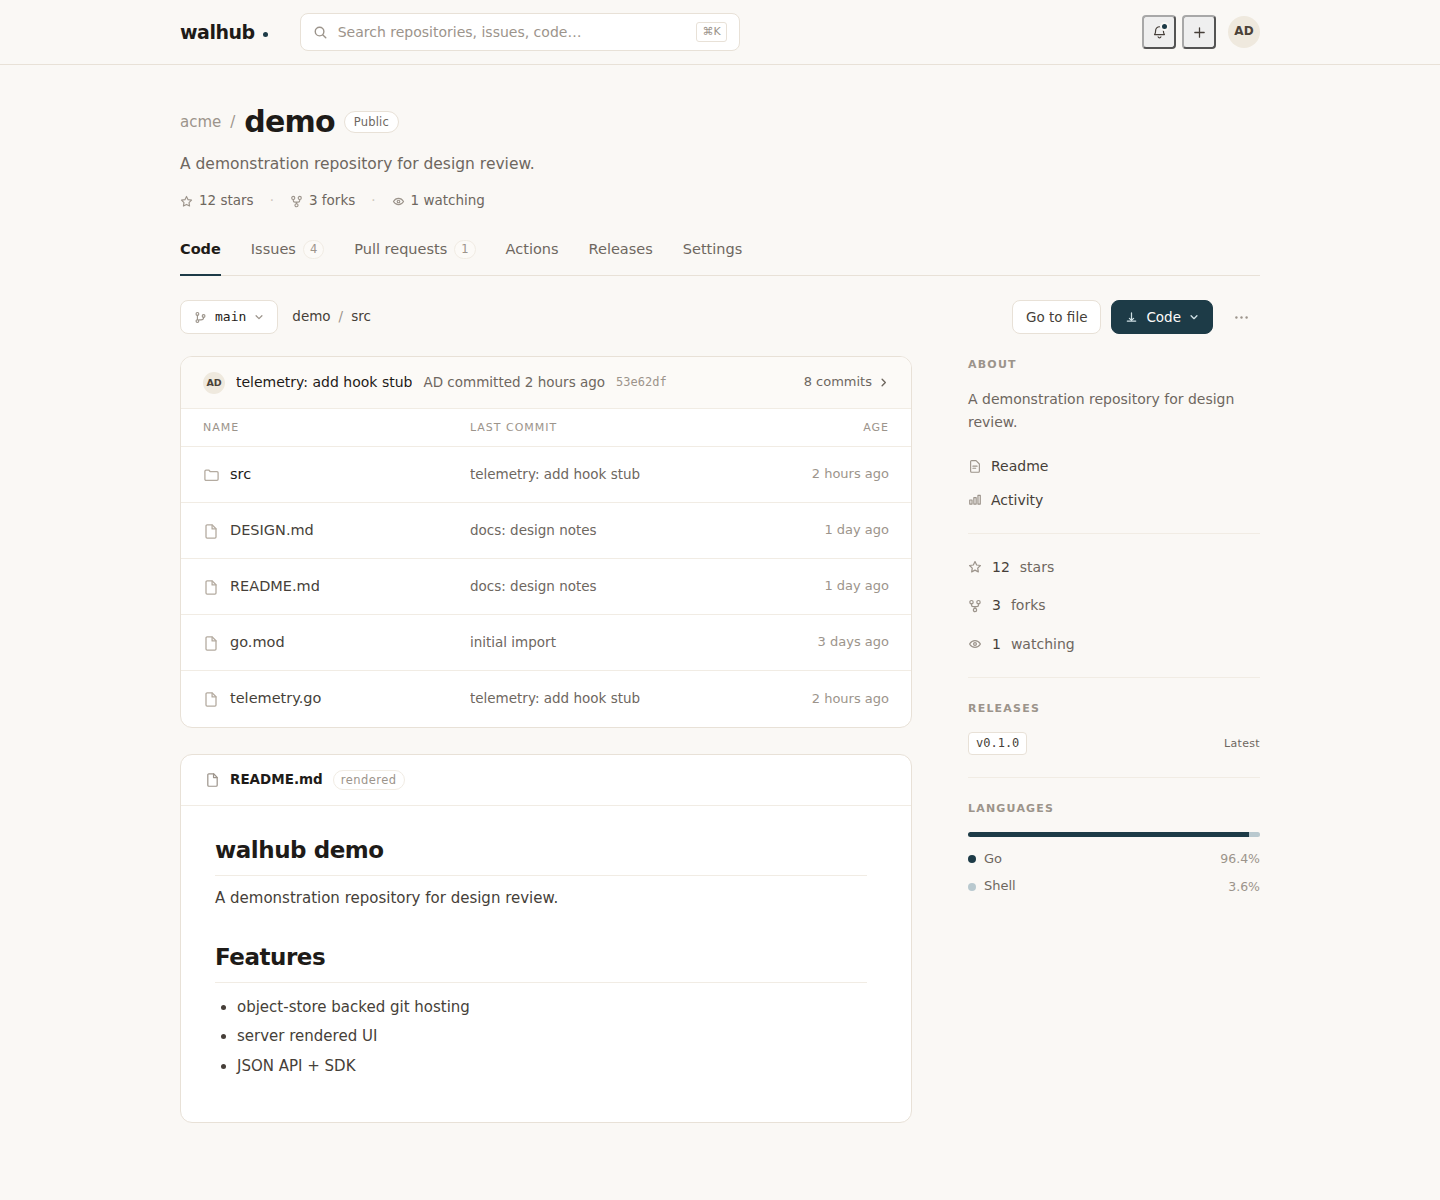 walhub
Search repositories, issues, code...
⌘K
AD
acme / demo Public
A demonstration repository for design review.
12 stars · 3 forks · 1 watching
Code Issues 4 Pull requests 1 Actions Releases Settings
main demo / src Go to file Code
AD telemetry: add hook stub AD committed 2 hours ago 53e62df 8 commits
NAME LAST COMMIT AGE
src telemetry: add hook stub 2 hours ago
DESIGN.md docs: design notes 1 day ago
README.md docs: design notes 1 day ago
go.mod initial import 3 days ago
telemetry.go telemetry: add hook stub 2 hours ago
README.md rendered
walhub demo
A demonstration repository for design review.
Features
• object-store backed git hosting
• server rendered UI
• JSON API + SDK
ABOUT
A demonstration repository for design
review.
Readme
Activity
12 stars
3 forks
1 watching
RELEASES
v0.1.0 Latest
LANGUAGES
Go 96.4%
Shell 3.6%